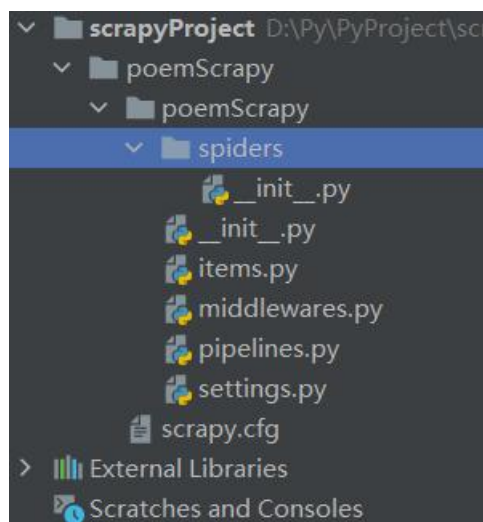 scrapyProject D:\Py\PyProject\scr
poemScrapy
poemScrapy
spiders
__init__.py
__init__.py
items.py
middlewares.py
pipelines.py
settings.py
scrapy.cfg
External Libraries
Scratches and Consoles